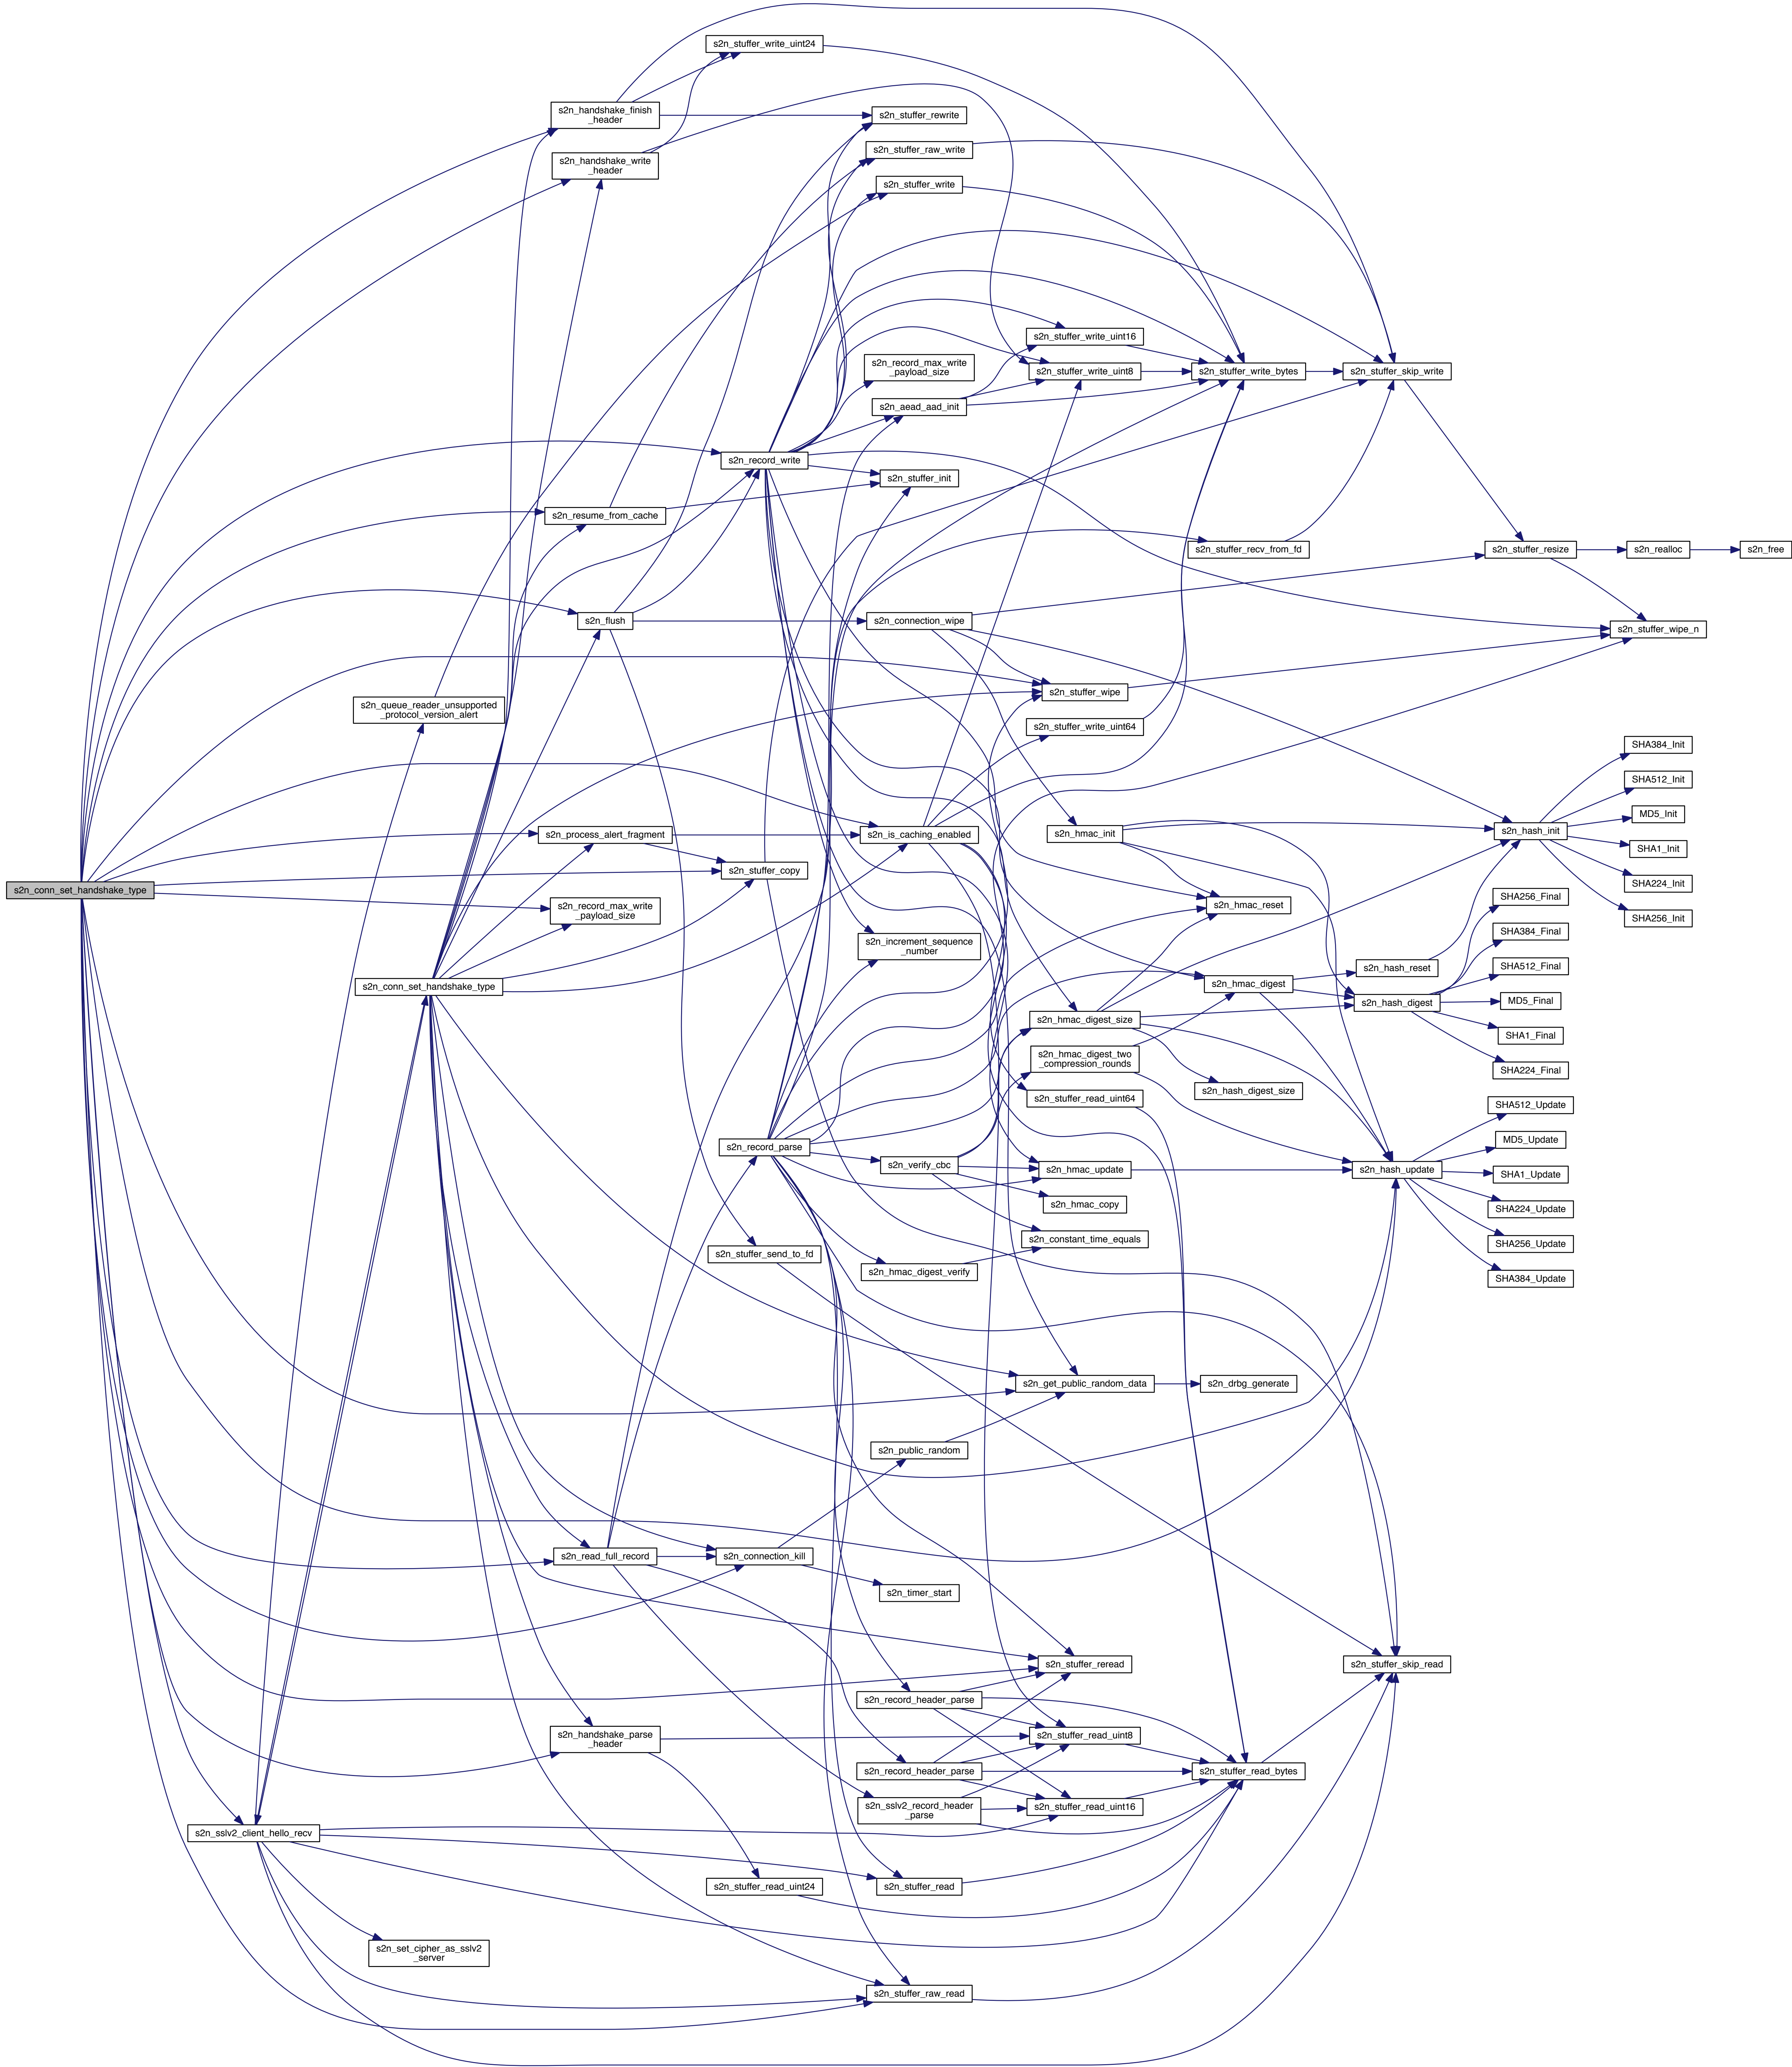 s2n_stuffer_write_uint24
s2n_handshake_finish
_header
s2n_stuffer_rewrite
s2n_handshake_write
_header
s2n_stuffer_raw_write
s2n_stuffer_write
s2n_stuffer_write_uint16
s2n_record_max_write
_payload_size
s2n_stuffer_write_uint8
s2n_stuffer_write_bytes
s2n_stuffer_skip_write
s2n_aead_aad_init
s2n_record_write
s2n_stuffer_init
s2n_resume_from_cache
s2n_stuffer_recv_from_fd
s2n_stuffer_resize
s2n_realloc
s2n_free
s2n_flush
s2n_connection_wipe
s2n_stuffer_wipe_n
s2n_stuffer_wipe
s2n_queue_reader_unsupported
_protocol_version_alert
s2n_stuffer_write_uint64
SHA384_Init
SHA512_Init
MD5_Init
s2n_process_alert_fragment
s2n_is_caching_enabled
s2n_hmac_init
s2n_hash_init
SHA1_Init
s2n_stuffer_copy
SHA224_Init
s2n_conn_set_handshake_type
s2n_record_max_write
_payload_size
s2n_hmac_reset
SHA256_Final
SHA256_Init
SHA384_Final
s2n_increment_sequence
_number
s2n_hash_reset
SHA512_Final
s2n_conn_set_handshake_type
s2n_hmac_digest
s2n_hash_digest
MD5_Final
s2n_hmac_digest_size
SHA1_Final
s2n_hmac_digest_two
_compression_rounds
SHA224_Final
s2n_hash_digest_size
s2n_stuffer_read_uint64
SHA512_Update
s2n_record_parse
MD5_Update
s2n_verify_cbc
s2n_hmac_update
s2n_hash_update
SHA1_Update
s2n_hmac_copy
SHA224_Update
s2n_constant_time_equals
SHA256_Update
s2n_stuffer_send_to_fd
s2n_hmac_digest_verify
SHA384_Update
s2n_get_public_random_data
s2n_drbg_generate
s2n_public_random
s2n_read_full_record
s2n_connection_kill
s2n_timer_start
s2n_stuffer_reread
s2n_stuffer_skip_read
s2n_record_header_parse
s2n_handshake_parse
_header
s2n_stuffer_read_uint8
s2n_record_header_parse
s2n_stuffer_read_bytes
s2n_sslv2_record_header
_parse
s2n_stuffer_read_uint16
s2n_sslv2_client_hello_recv
s2n_stuffer_read_uint24
s2n_stuffer_read
s2n_set_cipher_as_sslv2
_server
s2n_stuffer_raw_read